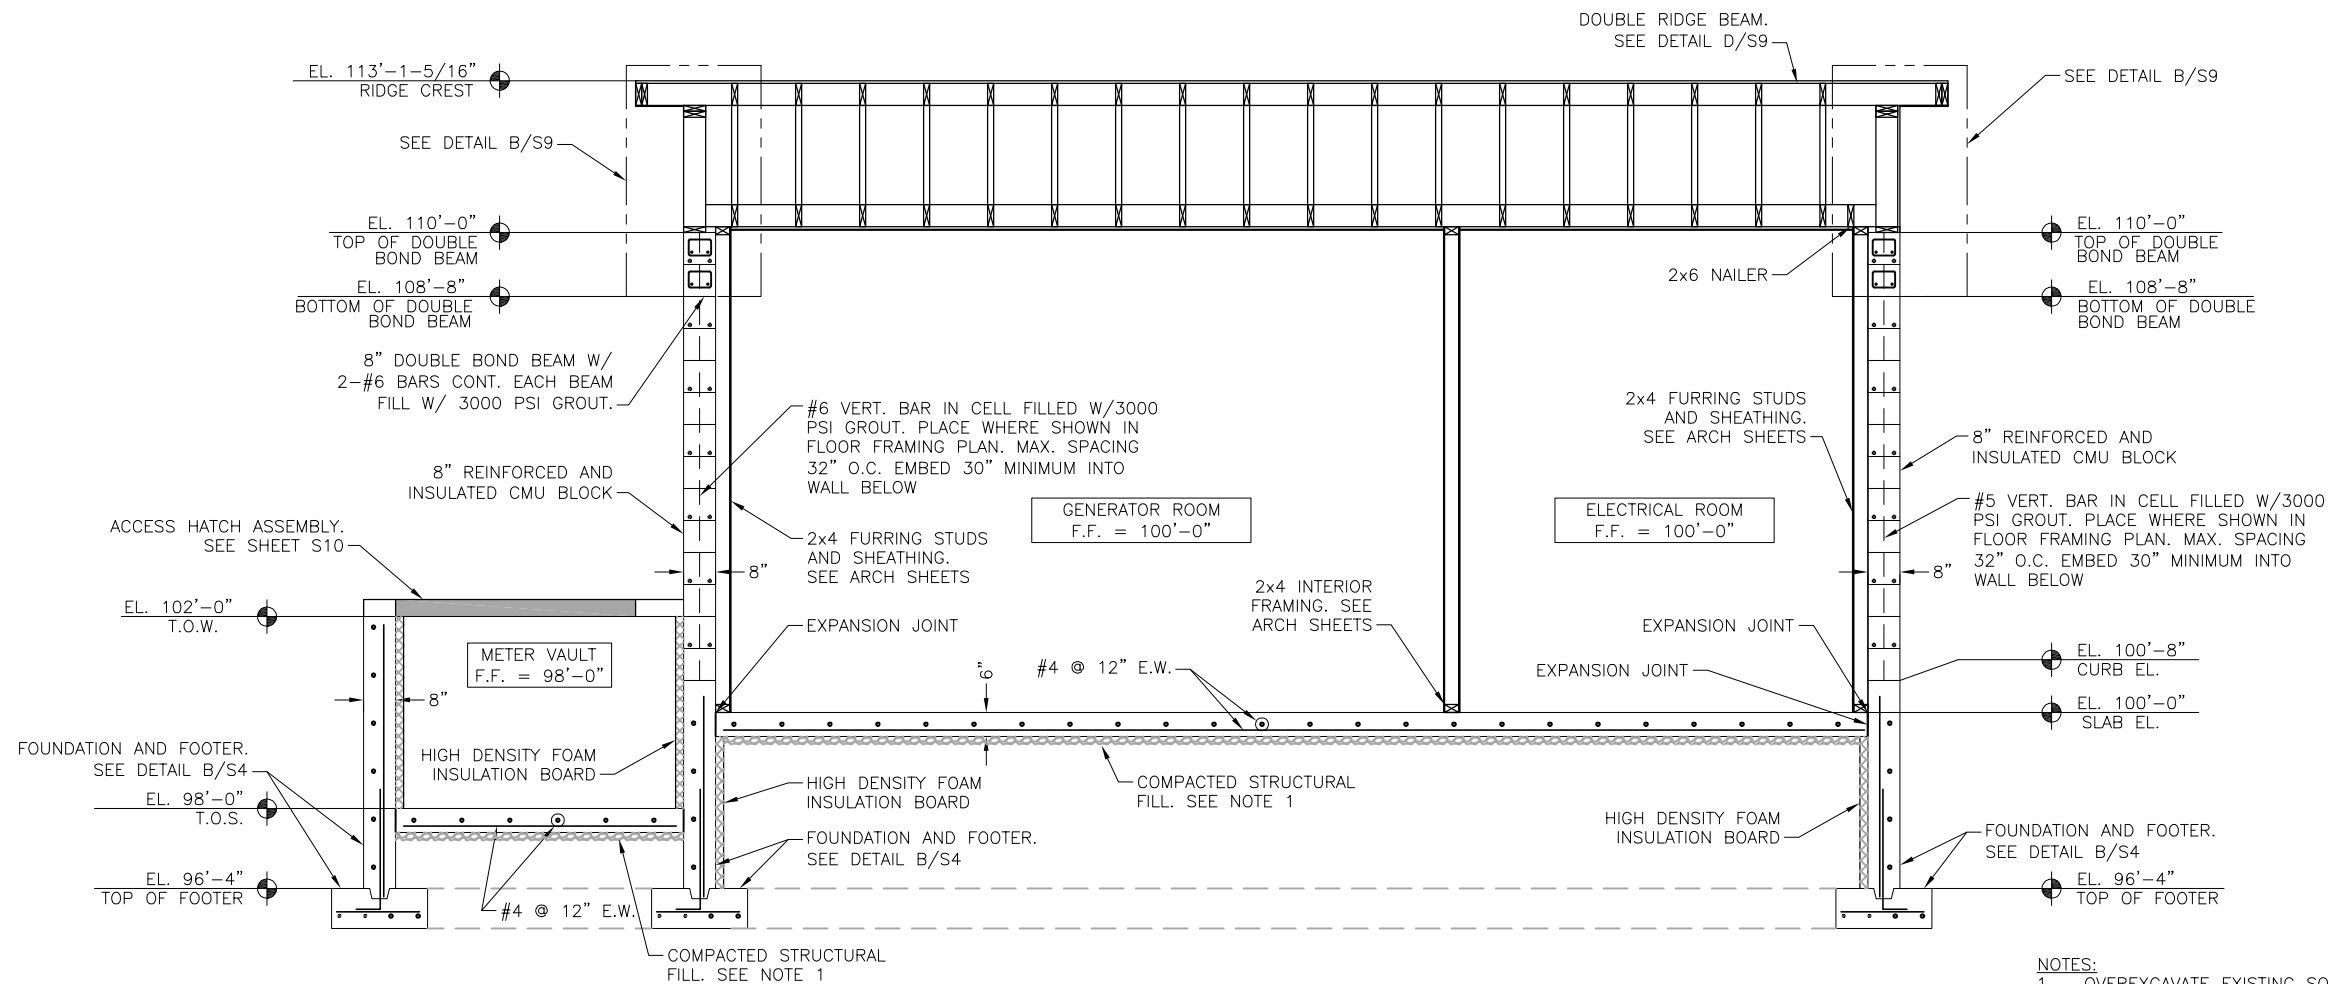 DOUBLE RIDGE BEAM.
SEE DETAIL D/S9
EL. 113'-1-5/16"
RIDGE CREST
SEE DETAIL B/S9
SEE DETAIL B/S9
EL. 110'-0"
TOP OF DOUBLE
BOND BEAM
EL. 108'-8"
BOTTOM OF DOUBLE
BOND BEAM
EL. 110'-0"
TOP OF DOUBLE
BOND BEAM
2x6 NAILER
EL. 108'-8"
BOTTOM OF DOUBLE
BOND BEAM
8" DOUBLE BOND BEAM W/
2-#6 BARS CONT. EACH BEAM
FILL W/ 3000 PSI GROUT.
#6 VERT. BAR IN CELL FILLED W/3000
PSI GROUT. PLACE WHERE SHOWN IN
FLOOR FRAMING PLAN. MAX. SPACING
32" O.C. EMBED 30" MINIMUM INTO
WALL BELOW
2x4 FURRING STUDS
AND SHEATHING.
SEE ARCH SHEETS
8" REINFORCED AND
INSULATED CMU BLOCK
8" REINFORCED AND
INSULATED CMU BLOCK
GENERATOR ROOM
F.F. = 100'-0"
ELECTRICAL ROOM
F.F. = 100'-0"
#5 VERT. BAR IN CELL FILLED W/3000
PSI GROUT. PLACE WHERE SHOWN IN
FLOOR FRAMING PLAN. MAX. SPACING
32" O.C. EMBED 30" MINIMUM INTO
WALL BELOW
ACCESS HATCH ASSEMBLY.
SEE SHEET S10
2x4 FURRING STUDS
AND SHEATHING.
SEE ARCH SHEETS
8"
8"
2x4 INTERIOR
FRAMING. SEE
ARCH SHEETS
EL. 102'-0"
T.O.W.
EXPANSION JOINT
EXPANSION JOINT
METER VAULT
F.F. = 98'-0"
#4 @ 12" E.W.
6"
EXPANSION JOINT
EL. 100'-8"
CURB EL.
8"
EL. 100'-0"
SLAB EL.
FOUNDATION AND FOOTER.
SEE DETAIL B/S4
HIGH DENSITY FOAM
INSULATION BOARD
HIGH DENSITY FOAM
INSULATION BOARD
COMPACTED STRUCTURAL
FILL. SEE NOTE 1
EL. 98'-0"
T.O.S.
HIGH DENSITY FOAM
INSULATION BOARD
FOUNDATION AND FOOTER.
SEE DETAIL B/S4
FOUNDATION AND FOOTER.
SEE DETAIL B/S4
EL. 96'-4"
TOP OF FOOTER
#4 @ 12" E.W.
EL. 96'-4"
TOP OF FOOTER
COMPACTED STRUCTURAL
FILL. SEE NOTE 1
NOTES:
1. OVEREXCAVATE EXISTING